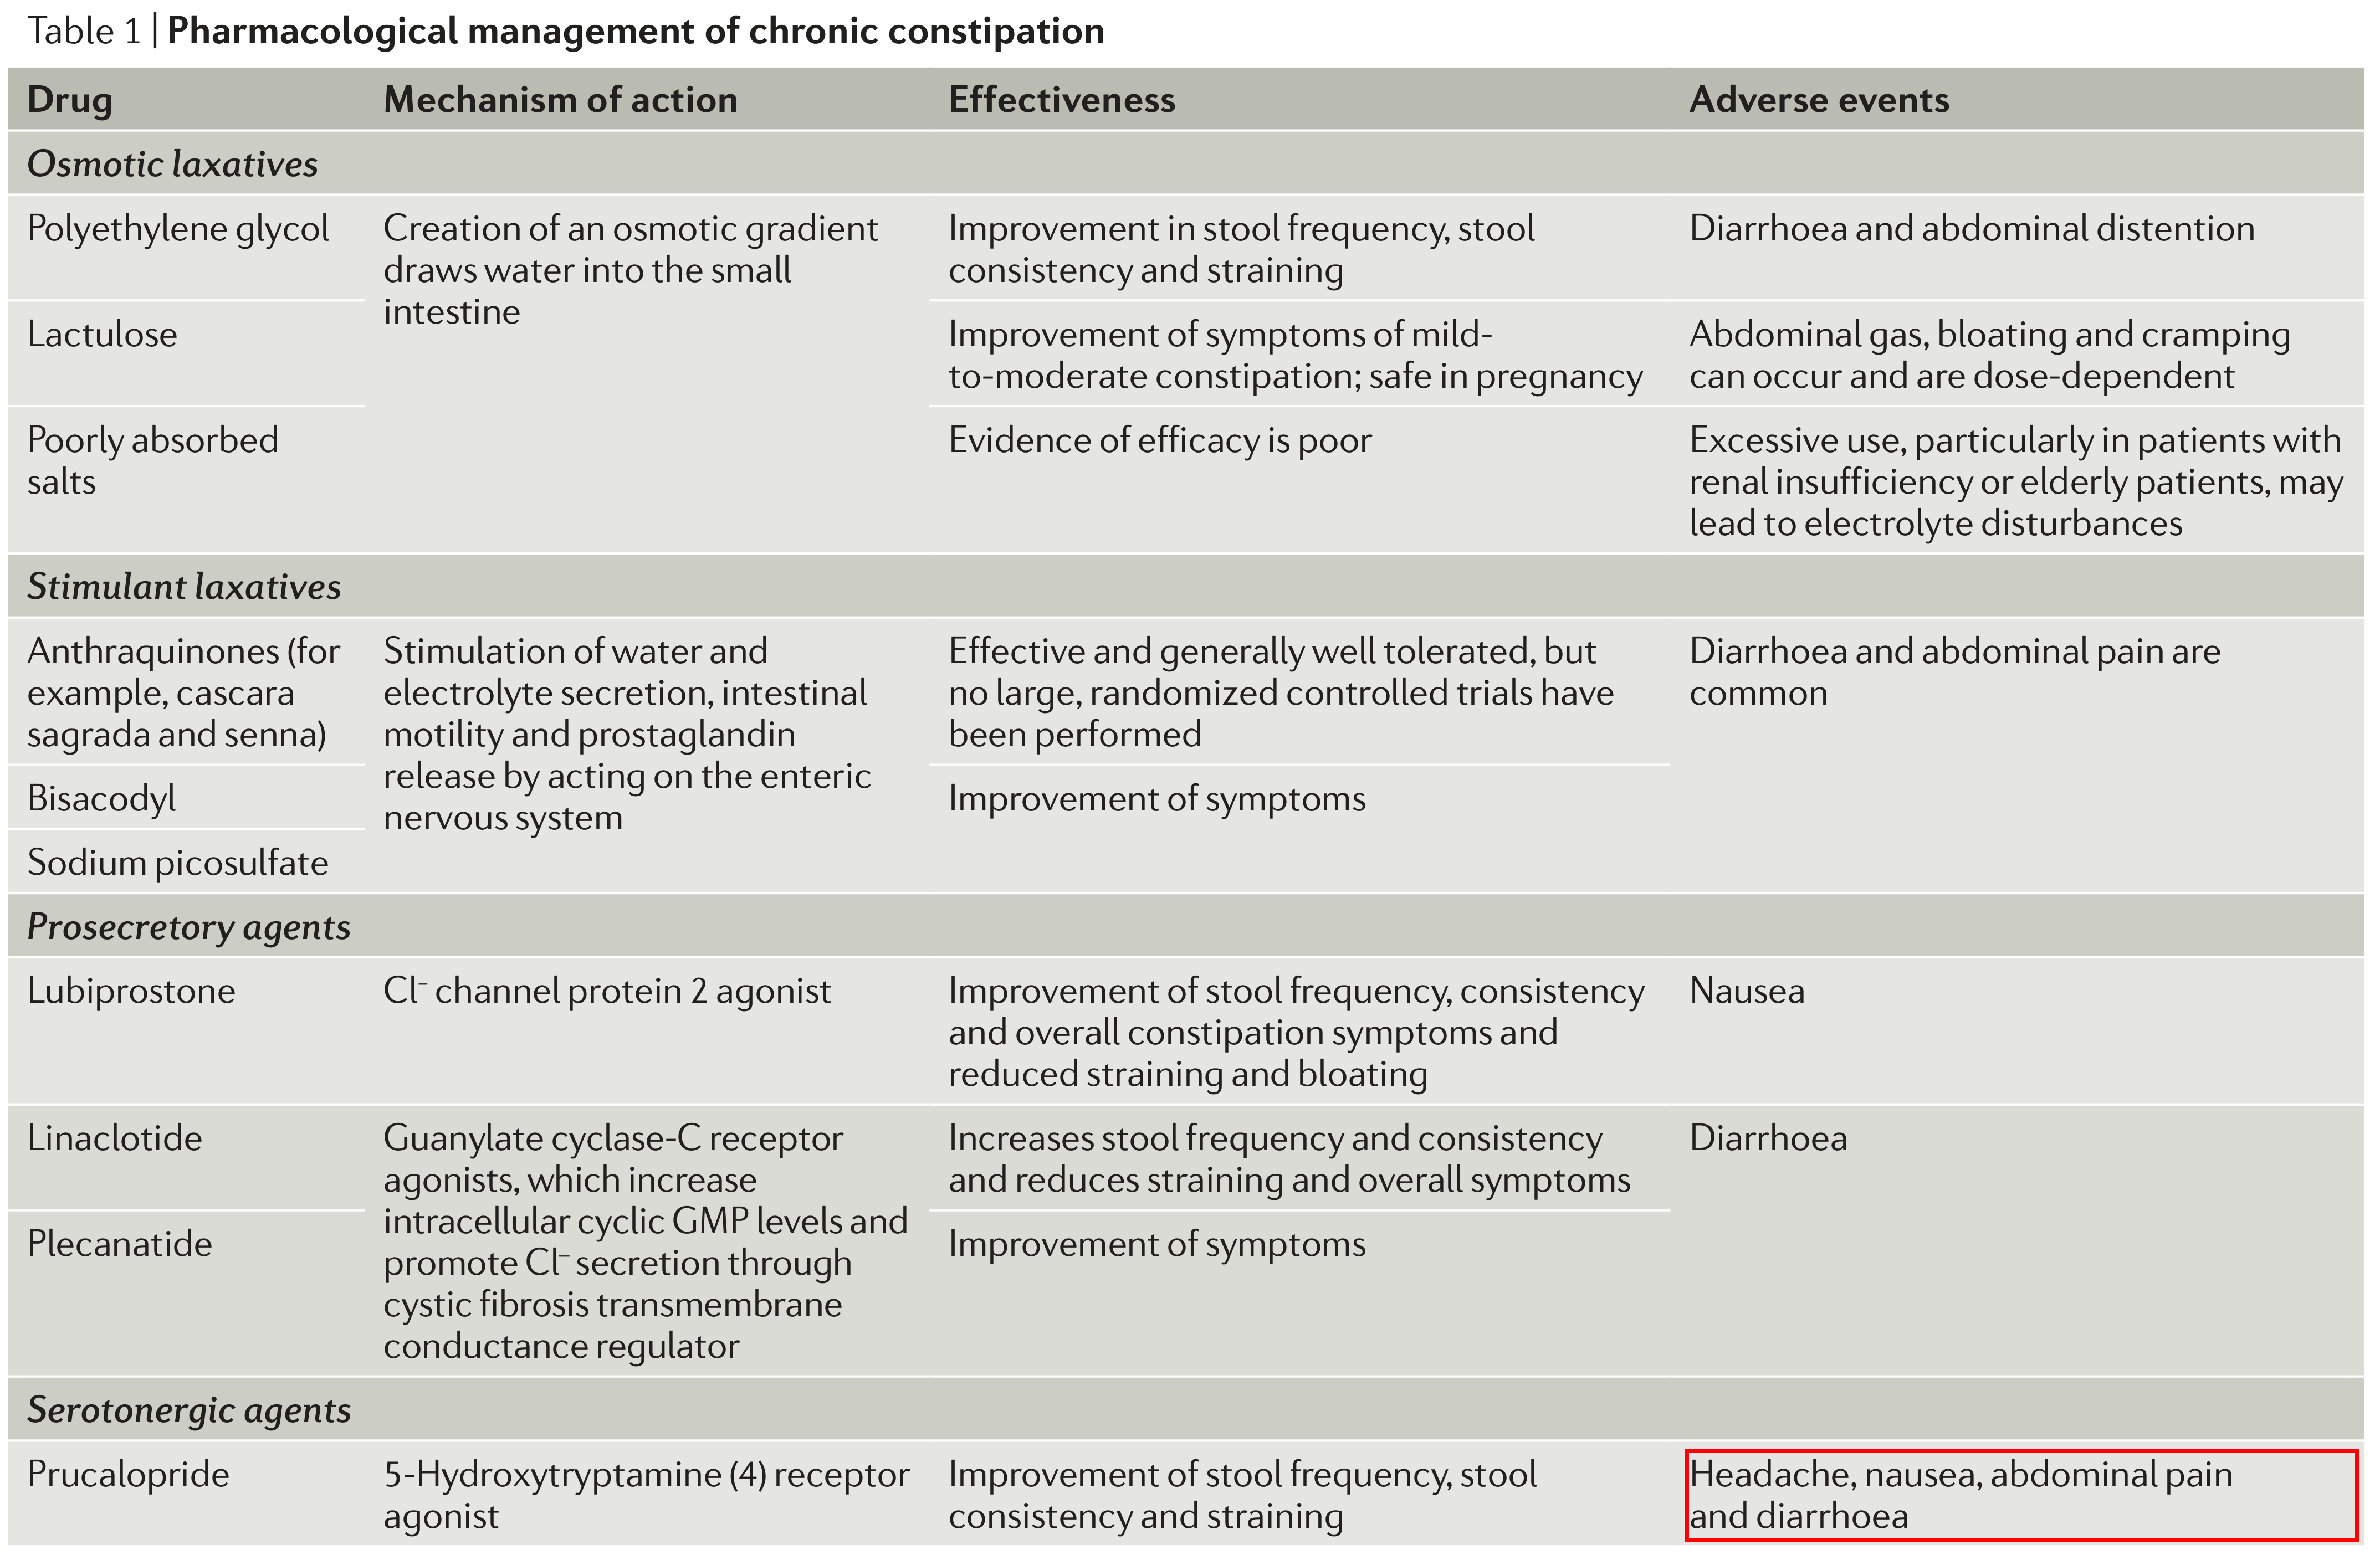 Table 1 | Pharmacological management of chronic constipation
Drug
Mechanism of action
Effectiveness
Adverse events
Osmotic laxatives
Polyethylene glycol
Creation of an osmotic gradient
draws water into the small
intestine
Improvement in stool frequency, stool
consistency and straining
Diarrhoea and abdominal distention
Lactulose
Improvement of symptoms of mild-
to-moderate constipation; safe in pregnancy
Abdominal gas, bloating and cramping
can occur and are dose-dependent
Poorly absorbed
salts
Evidence of efficacy is poor
Excessive use, particularly in patients with
renal insufficiency or elderly patients, may
lead to electrolyte disturbances
Stimulant laxatives
Anthraquinones (for
example, cascara
sagrada and senna)
Stimulation of water and
electrolyte secretion, intestinal
motility and prostaglandin
release by acting on the enteric
nervous system
Effective and generally well tolerated, but
no large, randomized controlled trials have
been performed
Diarrhoea and abdominal pain are
common
Bisacodyl
Improvement of symptoms
Sodium picosulfate
Prosecretory agents
Lubiprostone
Cl⁻ channel protein 2 agonist
Improvement of stool frequency, consistency
and overall constipation symptoms and
reduced straining and bloating
Nausea
Linaclotide
Guanylate cyclase-C receptor
agonists, which increase
intracellular cyclic GMP levels and
promote Cl⁻ secretion through
cystic fibrosis transmembrane
conductance regulator
Increases stool frequency and consistency
and reduces straining and overall symptoms
Diarrhoea
Plecanatide
Improvement of symptoms
Serotonergic agents
Prucalopride
5-Hydroxytryptamine (4) receptor
agonist
Improvement of stool frequency, stool
consistency and straining
Headache, nausea, abdominal pain
and diarrhoea